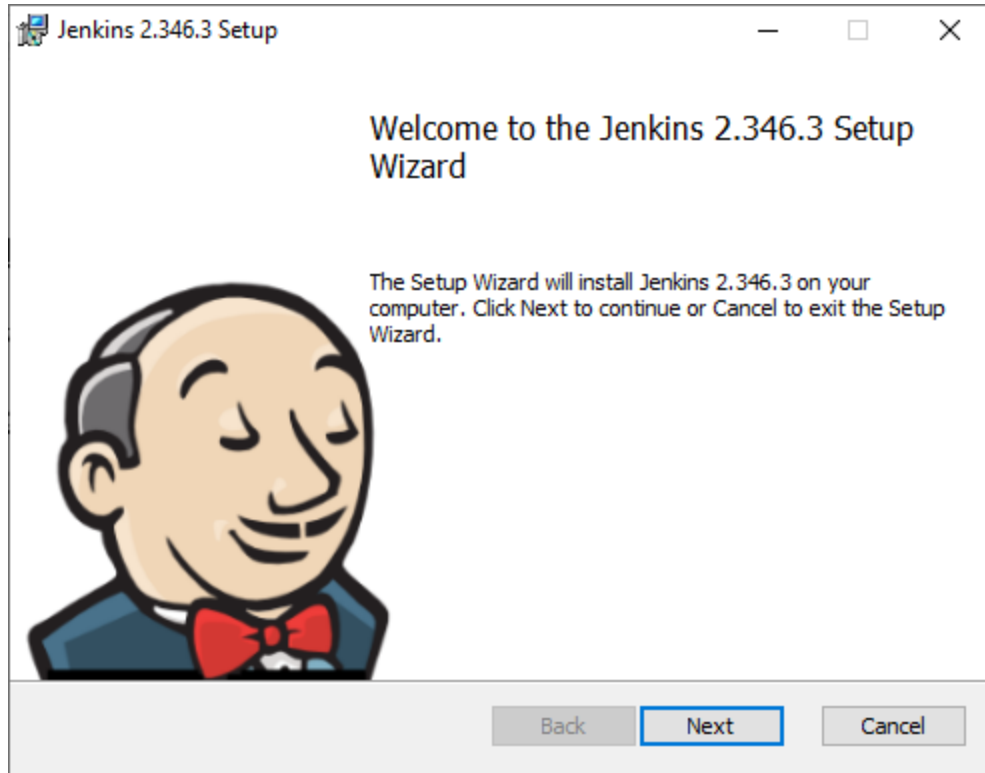 Jenkins 2.346.3 Setup
Welcome to the Jenkins 2.346.3 Setup
Wizard
The Setup Wizard will install Jenkins 2.346.3 on your
computer. Click Next to continue or Cancel to exit the Setup
Wizard.
Back
Next
Cancel